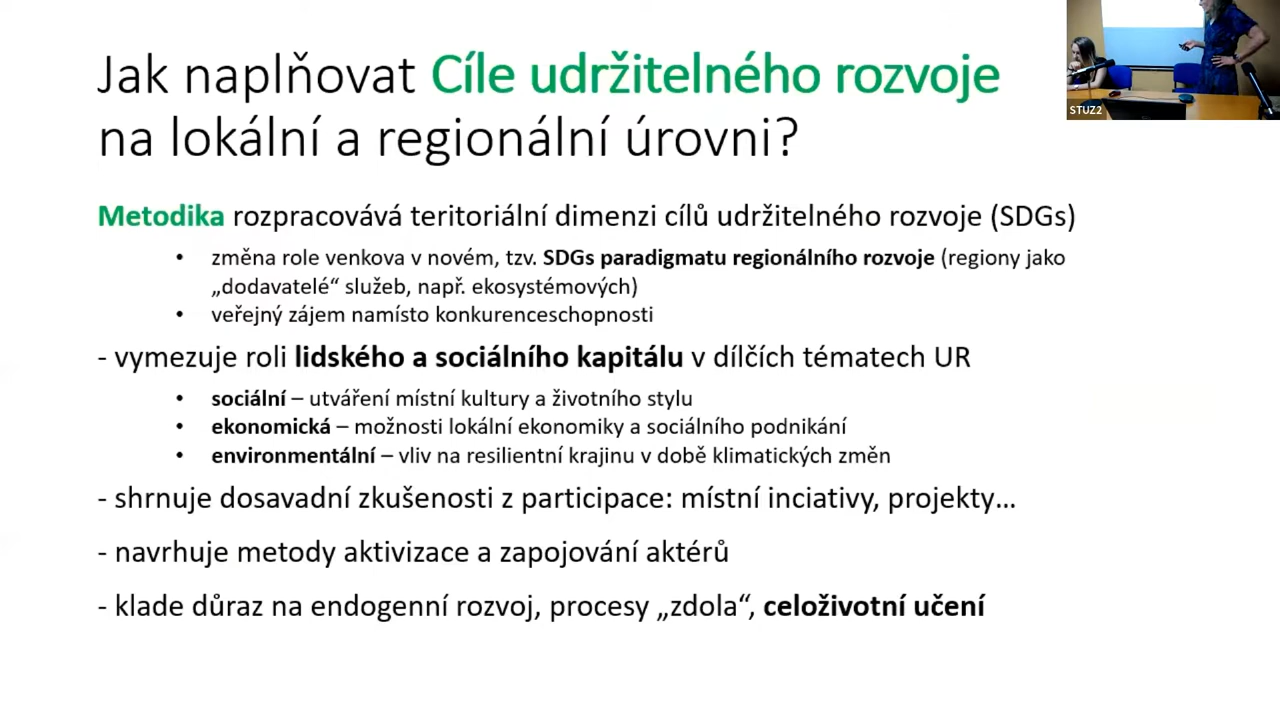 Jak naplňovat Cíle udržitelného rozvoje
na lokální a regionální úrovni?
STUZ2
Metodika rozpracovává teritoriální dimenzi cílů udržitelného rozvoje (SDGs)
• změna role venkova v novém, tzv. SDGs paradigmatu regionálního rozvoje (regiony jako
„dodavatelé“ služeb, např. ekosystémových)
• veřejný zájem namísto konkurenceschopnosti
- vymezuje roli lidského a sociálního kapitálu v dílčích tématech UR
• sociální – utváření místní kultury a životního stylu
• ekonomická – možnosti lokální ekonomiky a sociálního podnikání
• environmentální – vliv na resilientní krajinu v době klimatických změn
- shrnuje dosavadní zkušenosti z participace: místní inciativy, projekty…
- navrhuje metody aktivizace a zapojování aktérů
- klade důraz na endogenní rozvoj, procesy „zdola“, celoživotní učení